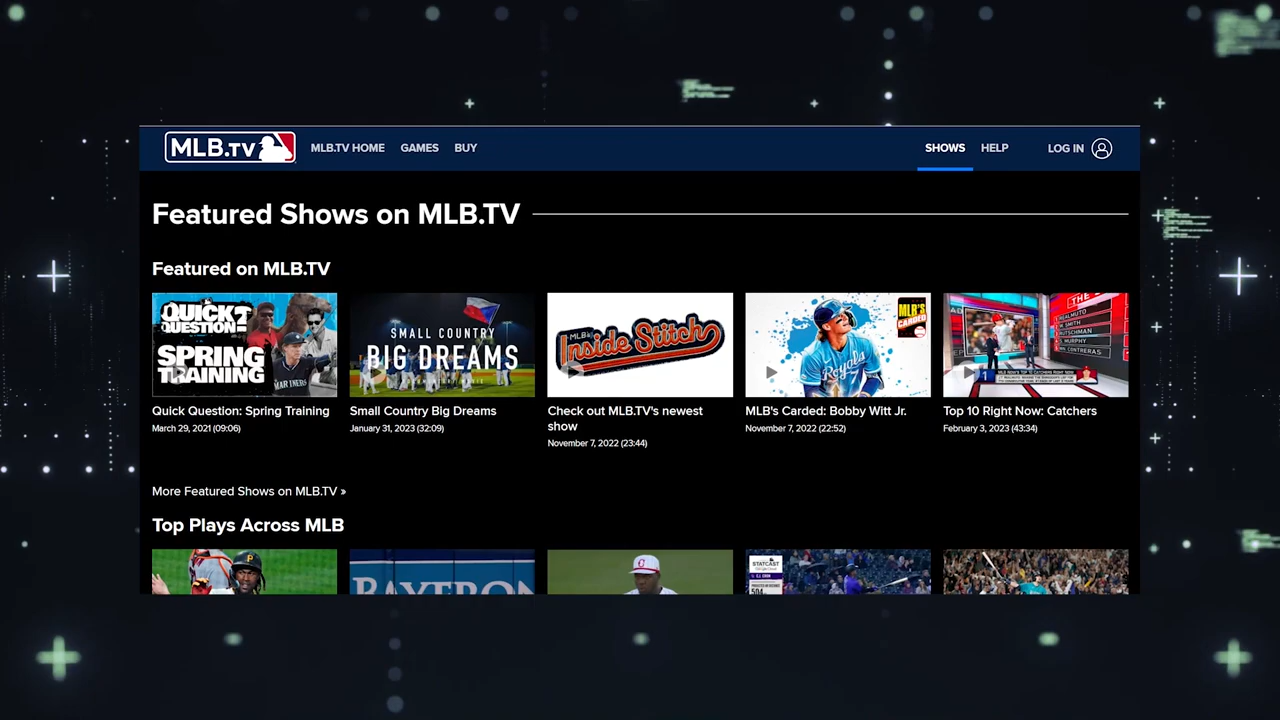 MLB.TV
MLB.TV HOME
GAMES
BUY
SHOWS
HELP
LOG IN
Featured Shows on MLB.TV
Featured on MLB.TV
QUICK?
QUESTION
SPRING
TRAINING
MARINERS
SMALL COUNTRY
BIG DREAMS
MLB's
Inside Stitch
MLB'S
CARDED
Royals
Quick Question: Spring Training
March 29, 2021 (09:06)
Small Country Big Dreams
January 31, 2023 (32:09)
Check out MLB.TV's newest
show
November 7, 2022 (23:44)
MLB's Carded: Bobby Witt Jr.
November 7, 2022 (22:52)
Top 10 Right Now: Catchers
February 3, 2023 (43:34)
More Featured Shows on MLB.TV »
Top Plays Across MLB
P
C
STATCAST
504